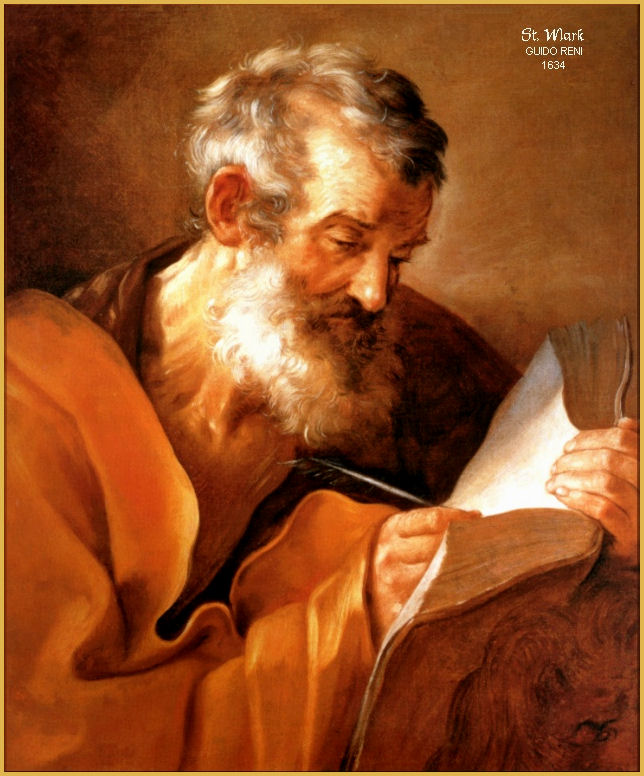 St. Mark
GUIDO RENI
1634